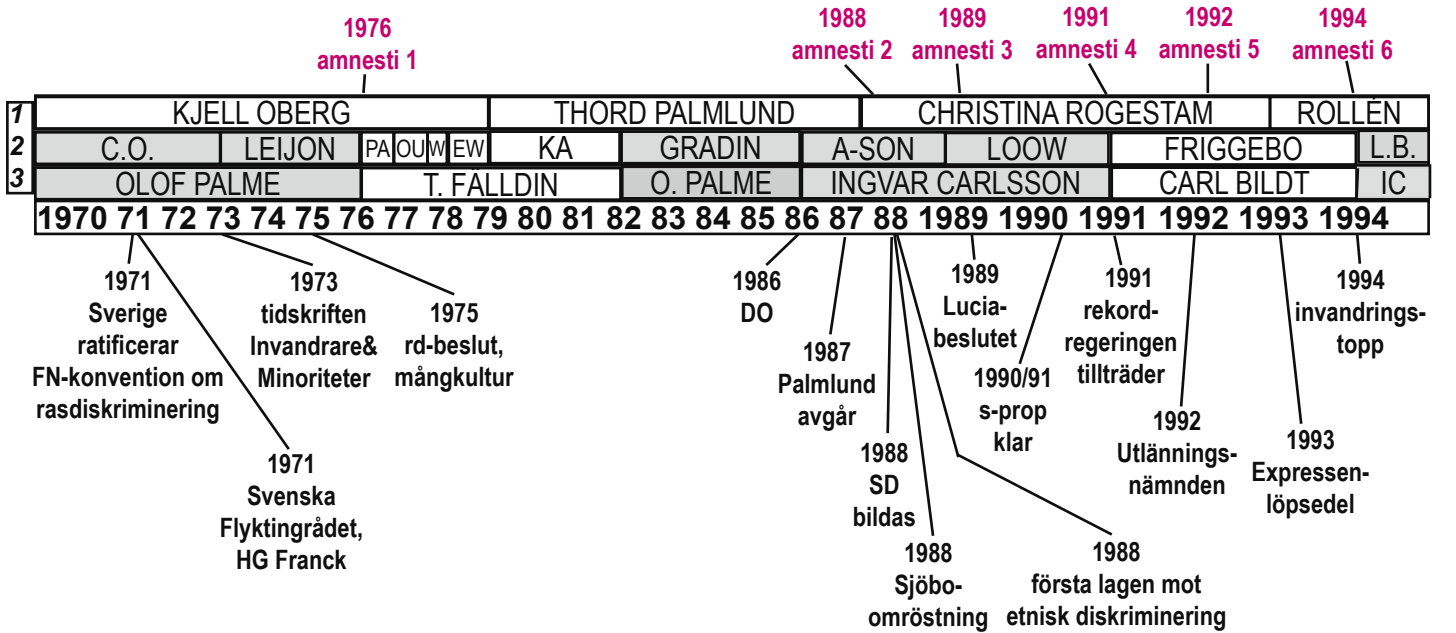 1976
amnesti 1
1988
amnesti 2
1989
amnesti 3
1991
amnesti 4
1992
amnesti 5
1994
amnesti 6
1 KJELL OBERG THORD PALMLUND CHRISTINA ROGESTAM ROLLÉN
2 C.O. LEIJON PA OU W EW KA GRADIN A-SON LOOW FRIGGEBO L.B.
3 OLOF PALME T. FÄLLDIN O. PALME INGVAR CARLSSON CARL BILDT IC
1970 71 72 73 74 75 76 77 78 79 80 81 82 83 84 85 86 87 88 1989 1990 1991 1992 1993 1994
1971
Sverige
ratificerar
FN-konvention om
rasdiskriminering
1971
Svenska
Flyktingrådet,
HG Franck
1973
tidskriften
Invandrare&
Minoriteter
1975
rd-beslut,
mångkultur
1986
DO
1987
Palmlund
avgår
1988
SD
bildas
1988
Sjöbo-
omröstning
1989
Lucia-
beslutet
1990/91
s-prop
klar
1988
första lagen mot
etnisk diskriminering
1991
rekord-
regeringen
tillträder
1992
Utlännings-
nämnden
1993
Expressen-
löpsedel
1994
invandrings-
topp